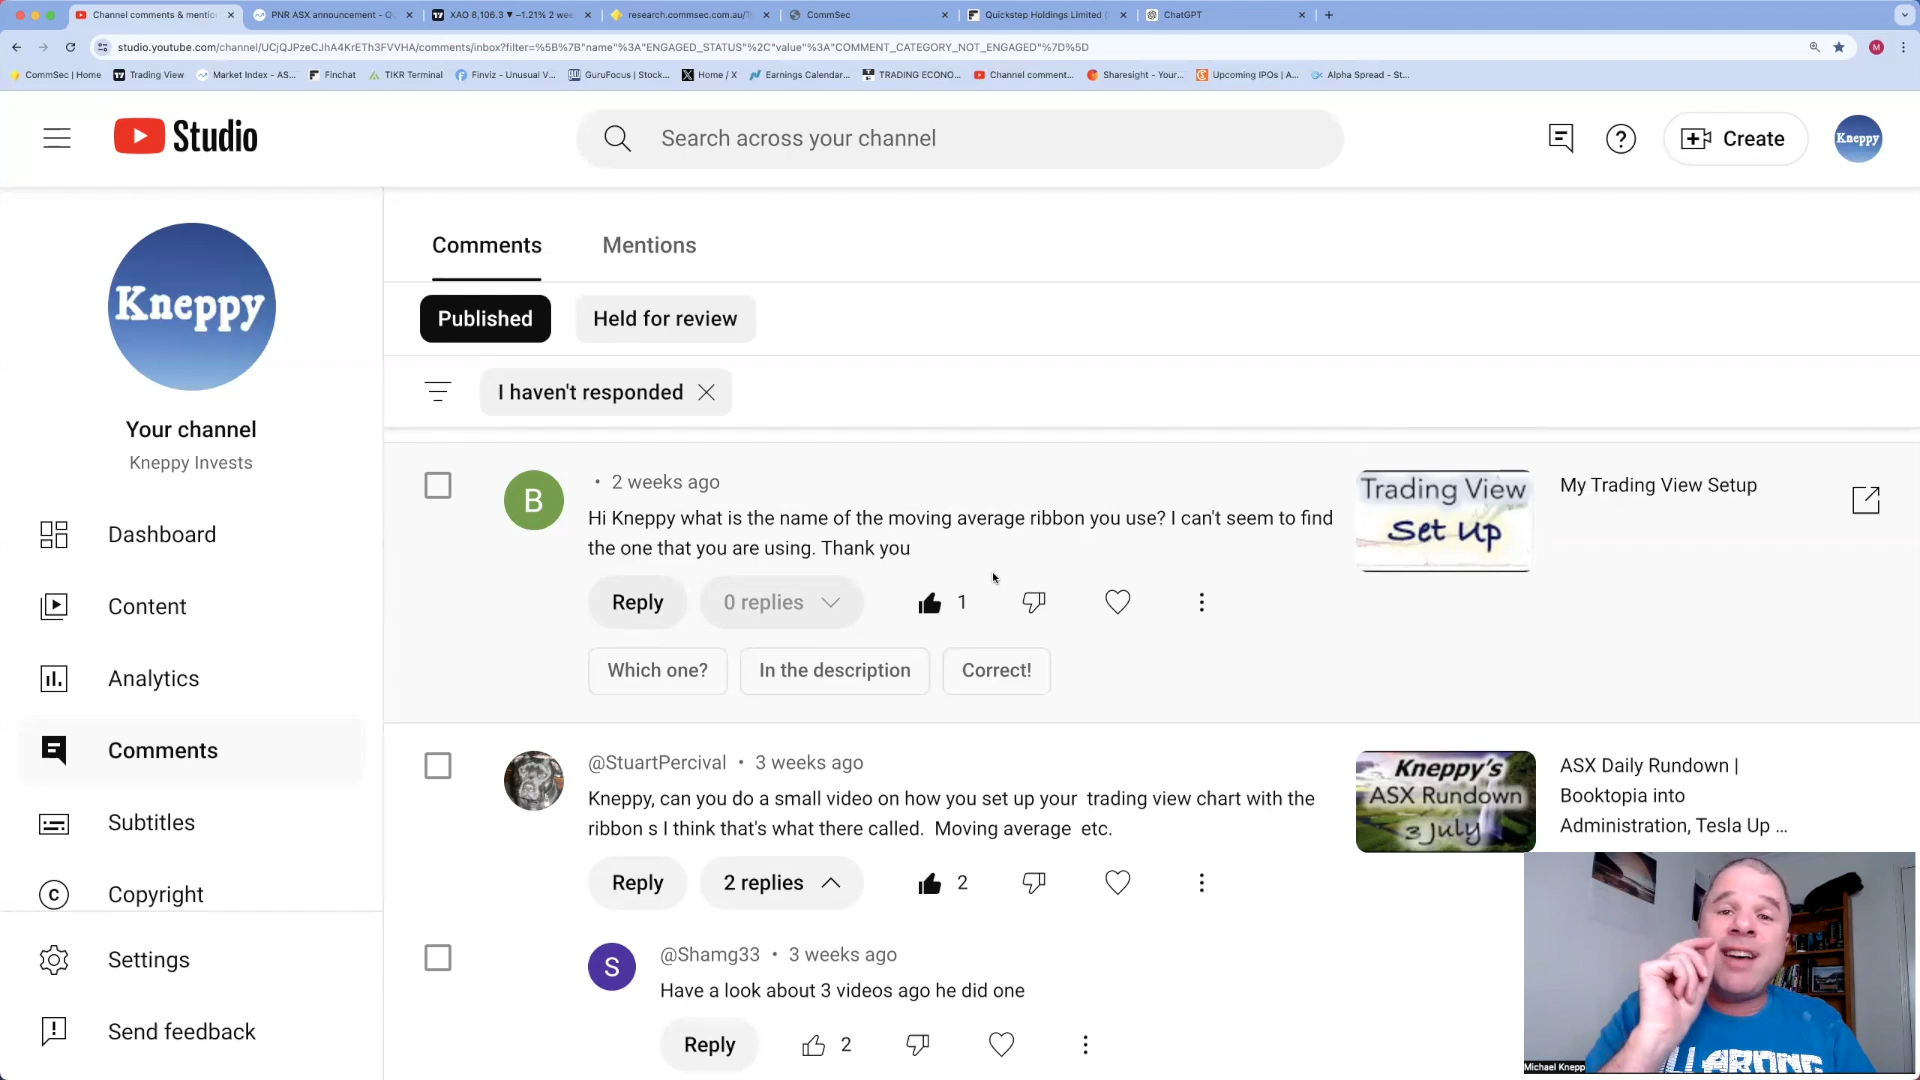 Channel comments & mentio
PNR ASX announcement - Q
XAO 8,106.3 ▼ −1.21% 2 wee
research.commsec.com.au/
CommSec
Quickstep Holdings Limited
ChatGPT
studio.youtube.com/channel/UCjQJPzeCJhA4KrETh3FVVHA/comments/inbox?filter=%5B%7B"name"%3A"ENGAGED_STATUS"%2C"value"%3A"COMMENT_CATEGORY_NOT_ENGAGED"%7D%5D
M
CommSec | Home
Trading View
Market Index - AS...
Finchat
TIKR Terminal
Finviz - Unusual V...
GuruFocus | Stock...
Home / X
Earnings Calendar...
TRADING ECONO...
Channel comment...
Sharesight - Your...
Upcoming IPOs | A...
Alpha Spread - St...
Studio
Search across your channel
Create
Kneppy
Kneppy
Your channel
Kneppy Invests
Dashboard
Content
Analytics
Comments
Subtitles
Copyright
Settings
Send feedback
Comments
Mentions
Published
Held for review
I haven't responded
B
• 2 weeks ago
Hi Kneppy what is the name of the moving average ribbon you use? I can't seem to find
the one that you are using. Thank you
Reply
0 replies
1
Which one?
In the description
Correct!
Trading View
Set Up
My Trading View Setup
@StuartPercival • 3 weeks ago
Kneppy, can you do a small video on how you set up your trading view chart with the
ribbon s I think that's what there called. Moving average etc.
Reply
2 replies
2
Kneppy's
ASX Rundown
3 July
ASX Daily Rundown |
Booktopia into
Administration, Tesla Up ...
S
@Shamg33 • 3 weeks ago
Have a look about 3 videos ago he did one
Reply
2
Michael Knepp